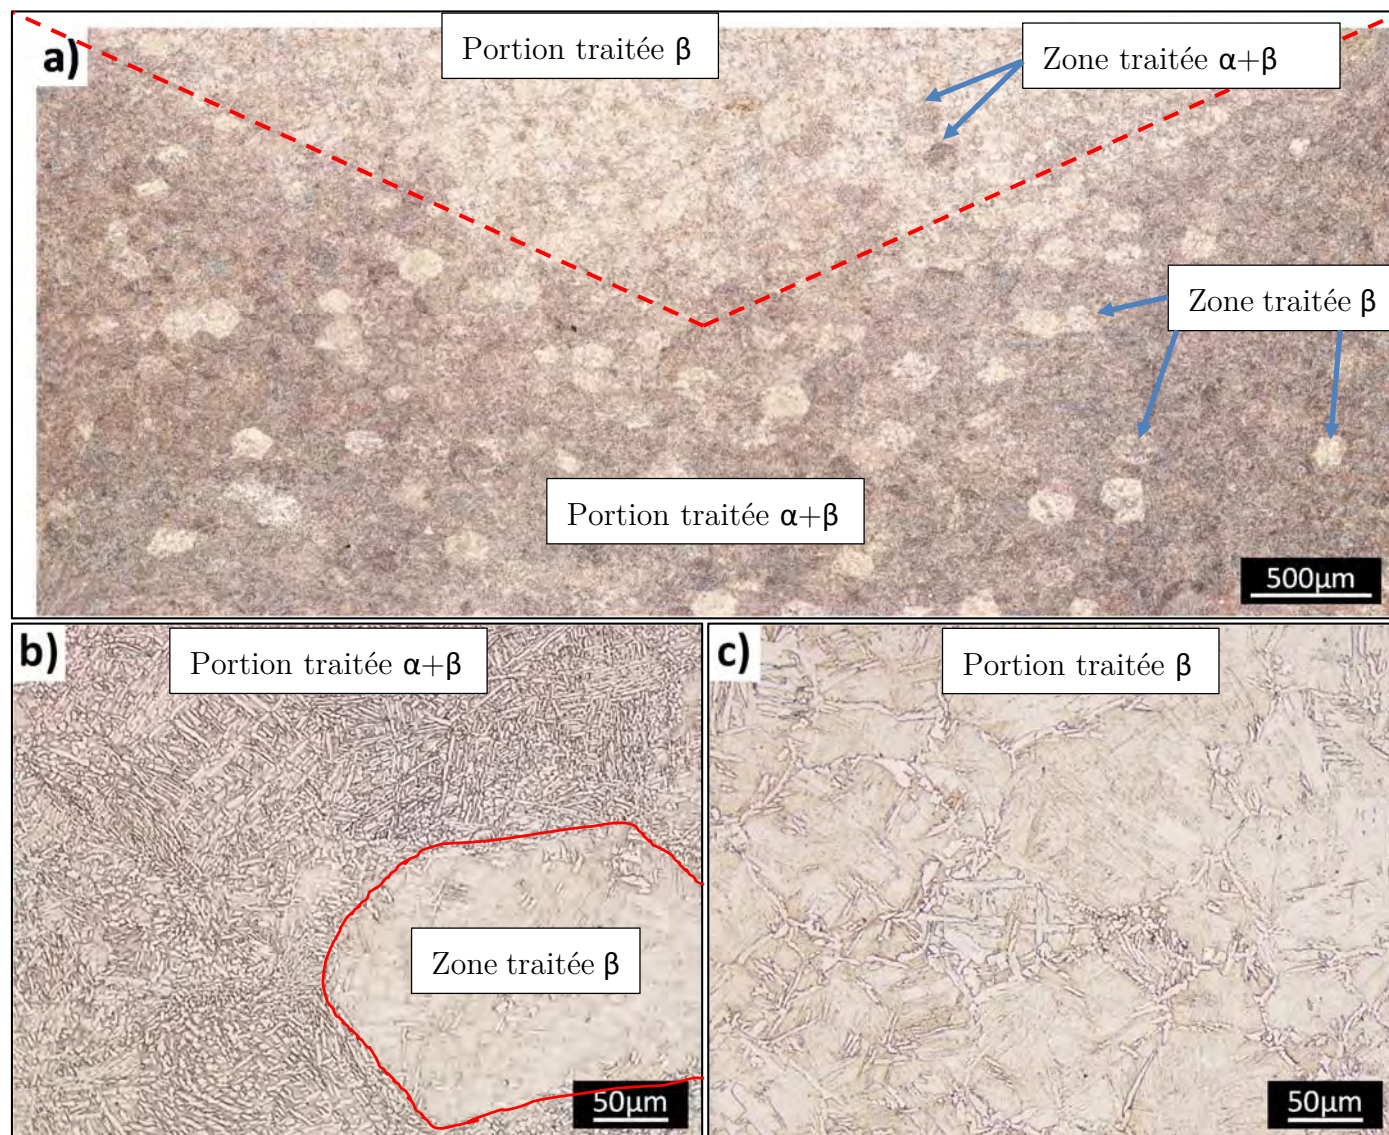 a)
Portion traitée β
Zone traitée α+β
Zone traitée β
Portion traitée α+β
500µm
b)
Portion traitée α+β
Zone traitée β
50µm
c)
Portion traitée β
50µm